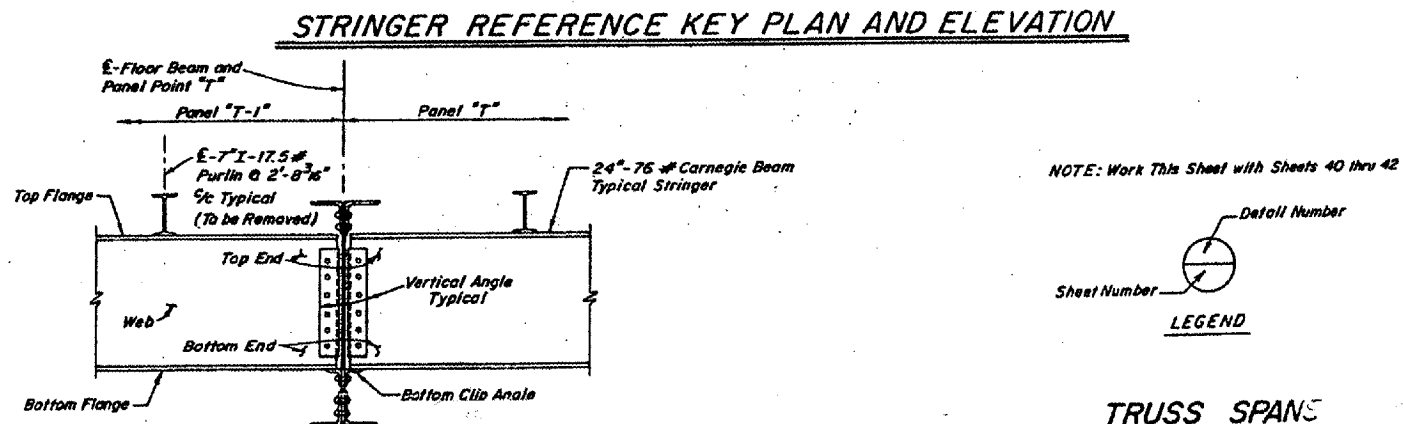 STRINGER REFERENCE KEY PLAN AND ELEVATION
℄-Floor Beam and
Panel Point "T"
Panel "T-1"
Panel "T"
℄-7"I-17.5#
Purlin @ 2'-8 3/16"
c/c Typical
(To be Removed)
24"-76 # Carnegie Beam
Typical Stringer
NOTE: Work This Sheet with Sheets 40 thru 42
Top Flange
Detail Number
Top End
Vertical Angle
Typical
Sheet Number
Web
LEGEND
Bottom End
Bottom Clip Angle
Bottom Flange
TRUSS SPANS